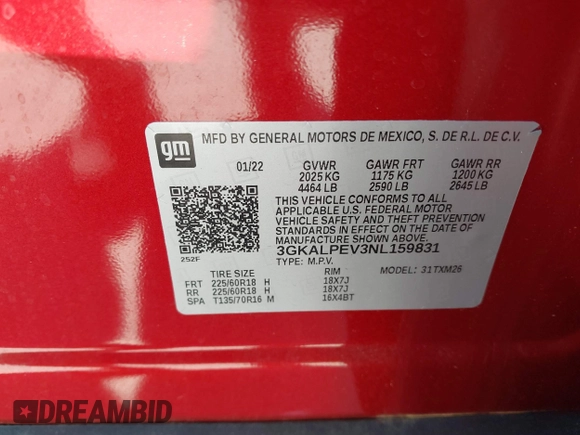 gm
MFD BY GENERAL MOTORS DE MEXICO, S. DE R.L. DE C.V.
01/22 GVWR GAWR FRT GAWR RR
2025 KG 1175 KG 1200 KG
4464 LB 2590 LB 2645 LB
THIS VEHICLE CONFORMS TO ALL
APPLICABLE U.S. FEDERAL MOTOR
VEHICLE SAFETY AND THEFT PREVENTION
STANDARDS IN EFFECT ON THE DATE OF
MANUFACTURE SHOWN ABOVE.
252F
3GKALPEV3NL159831
TYPE: M.P.V. MODEL: 31TXM26
TIRE SIZE RIM
FRT 225/60R18 H 18X7J
RR 225/60R18 H 18X7J
SPA T135/70R16 M 16X4BT
DREAMBID